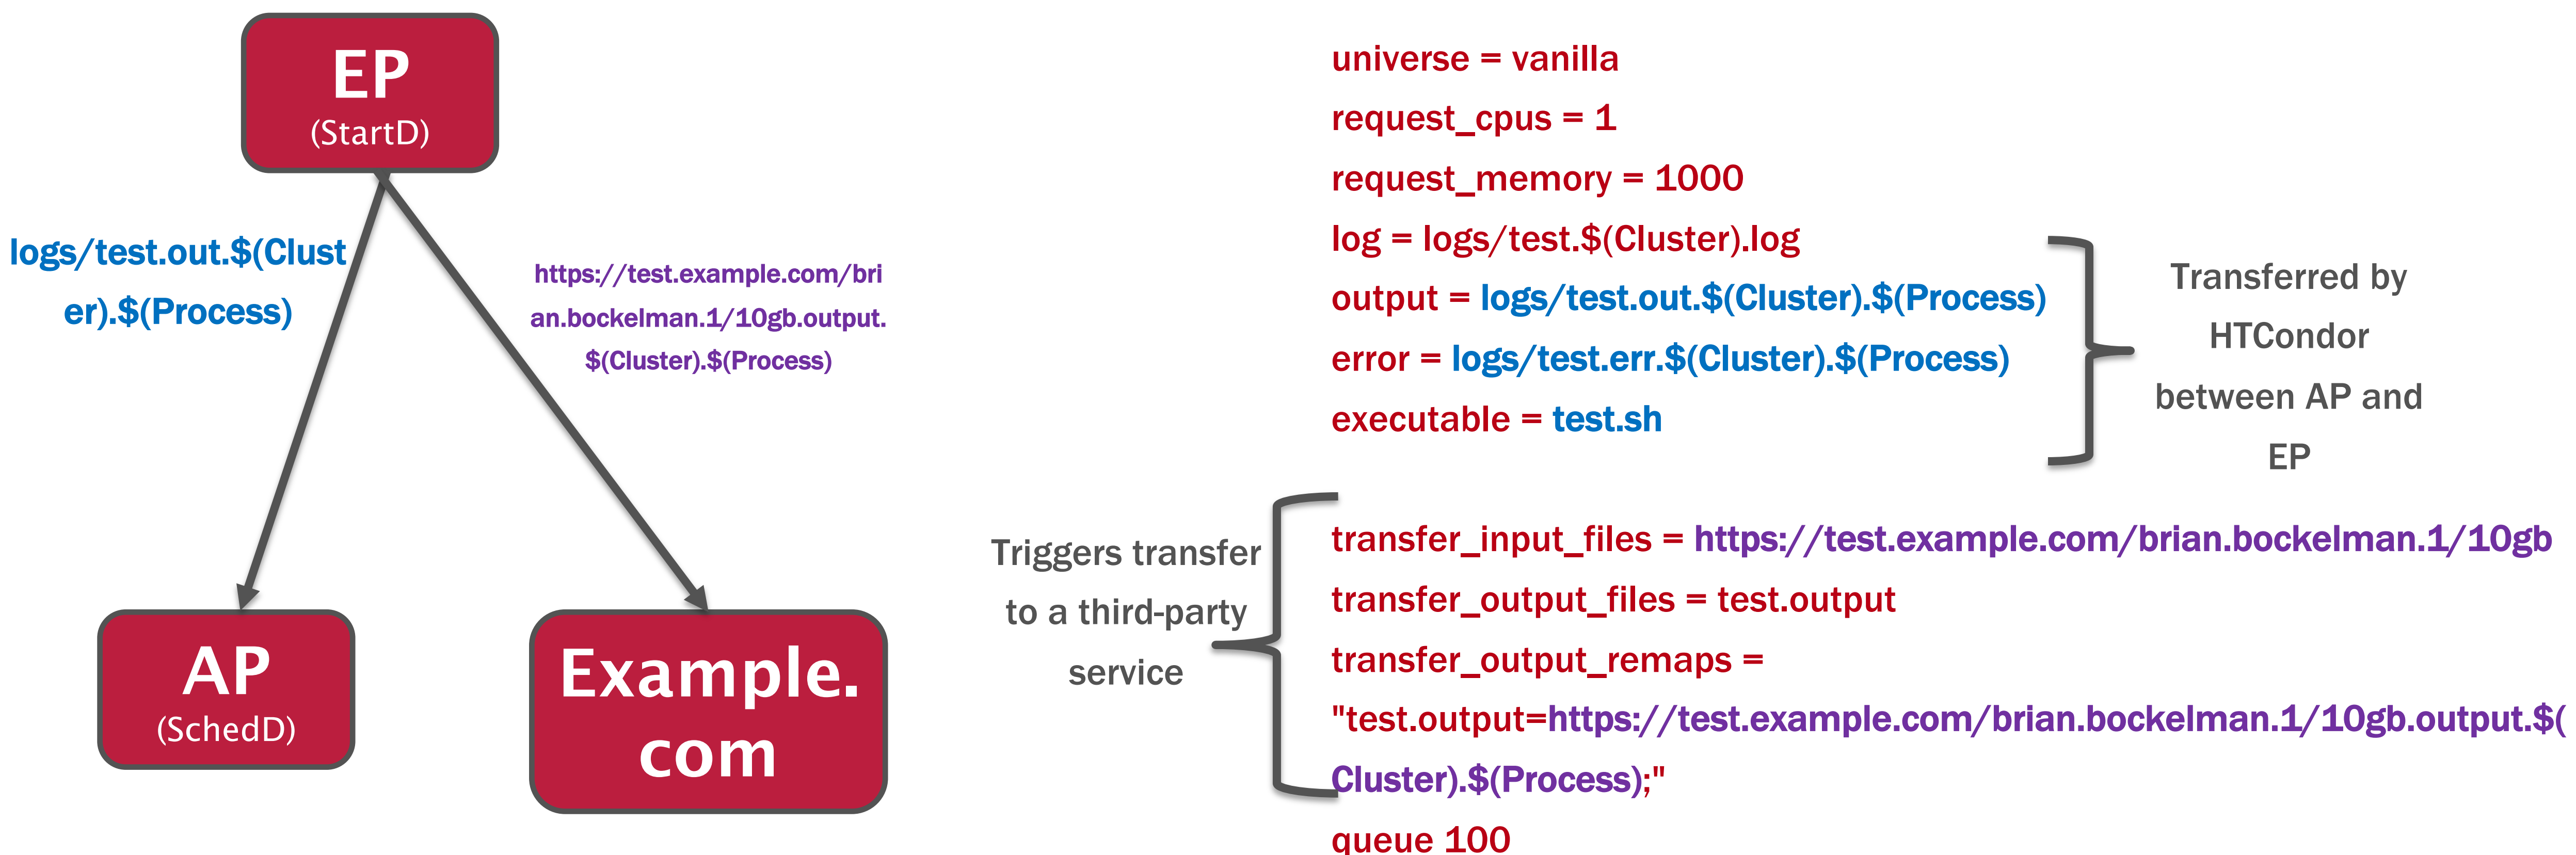 EP
(StartD)
logs/test.out.$(Clust
er).$(Process)
https://test.example.com/bri
an.bockelman.1/10gb.output.
$(Cluster).$(Process)
AP
(SchedD)
Example.
com
universe = vanilla
request_cpus = 1
request_memory = 1000
log = logs/test.$(Cluster).log
output = logs/test.out.$(Cluster).$(Process)
error = logs/test.err.$(Cluster).$(Process)
executable = test.sh
Transferred by
HTCondor
between AP and
EP
Triggers transfer
to a third-party
service
transfer_input_files = https://test.example.com/brian.bockelman.1/10gb
transfer_output_files = test.output
transfer_output_remaps =
"test.output=https://test.example.com/brian.bockelman.1/10gb.output.$(
Cluster).$(Process);"
queue 100